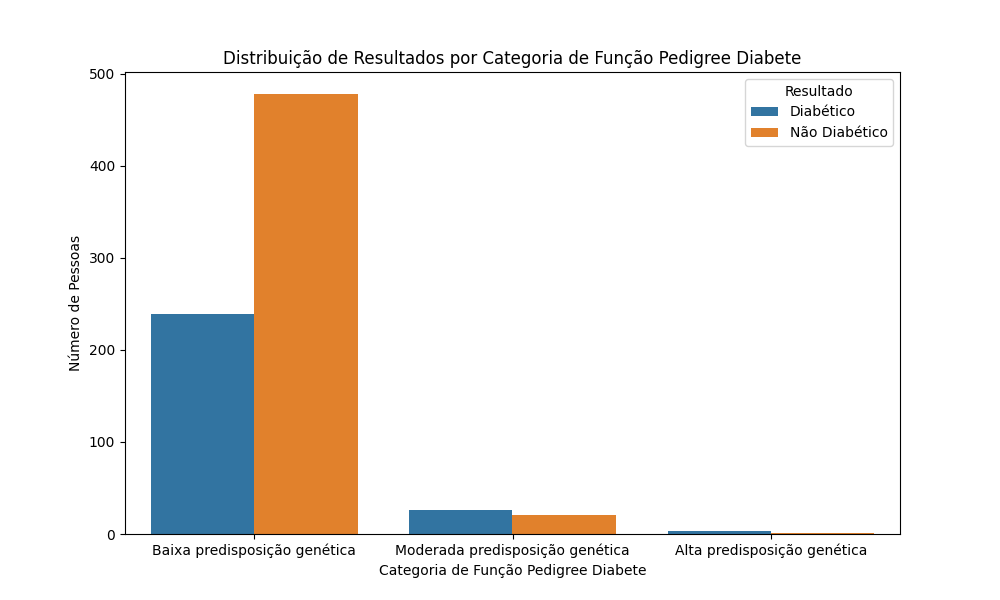 Distribuição de Resultados por Categoria de Função Pedigree Diabete
Resultado
Diabético
Não Diabético
Número de Pessoas
500
400
300
200
100
0
Baixa predisposição genética
Moderada predisposição genética
Alta predisposição genética
Categoria de Função Pedigree Diabete